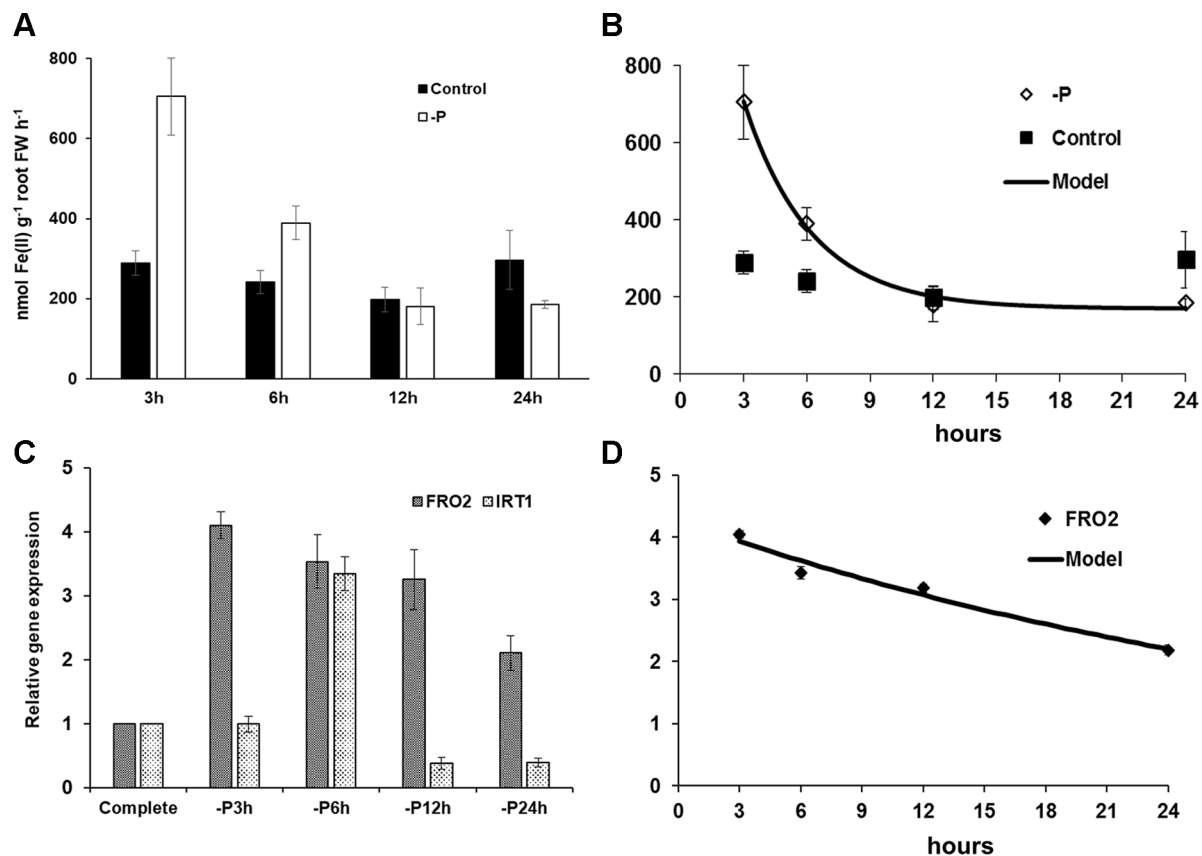 A
nmol Fe(II) g-1 root FW h-1
800
600
400
200
0
Control
-P
3h 6h 12h 24h
B
800
600
400
200
0
-P
Control
Model
0 3 6 9 12 15 18 21 24
hours
C
Relative gene expression
5
4
3
2
1
0
FRO2 IRT1
Complete -P3h -P6h -P12h -P24h
D
5
4
3
2
1
0
FRO2
Model
0 3 6 9 12 15 18 21 24
hours